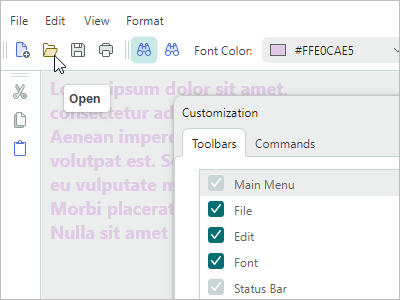 File Edit View Format
Font Color: #FFE0CAE5
Open
Lorem ipsum dolor sit amet,
consectetur ad
Aenean imperd
volutpat est. Se
eu vulputate m
Morbi placerat
Nulla sit amet
Customization
Toolbars Commands
Main Menu
File
Edit
Font
Status Bar